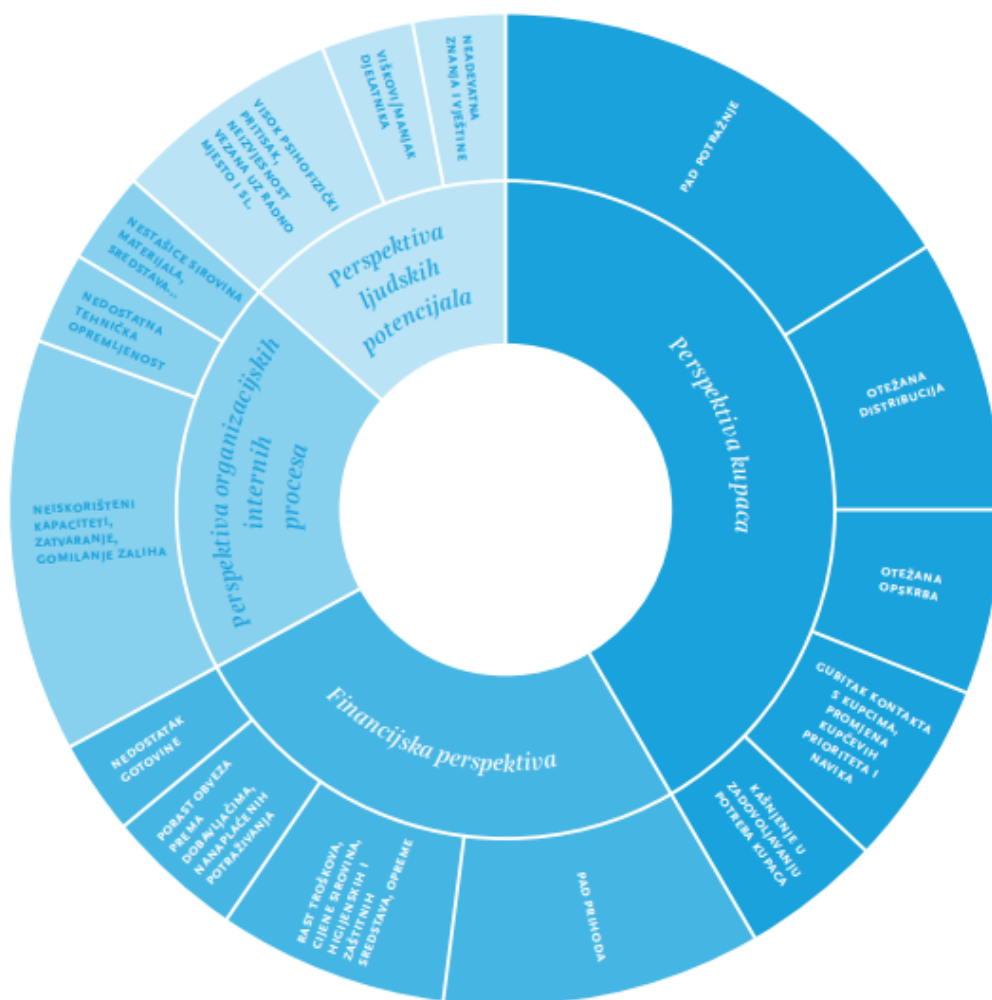 Perspektiva kupaca
PAD POTRAŽNJE
OTEŽANA
DISTRIBUCIJA
OTEŽANA
OPSKRBA
GUBITAK KONTAKTA
S KUPCIMA,
PROMJENA
KUPČEVIH
PRIORITETA I
NAVIKA
KAŠNJENJE U
ZADOVOLJAVANJU
POTREBA KUPACA
Financijska perspektiva
PAD PRIHODA
RAST TROŠKOVA,
CIJENE SIROVINA,
HIGIJENSKIH I
ZAŠTITNIH
SREDSTAVA, OPREME
PORAST OBVEZA
PREMA
DOBAVLJAČIMA,
NANAPLAĆENIH
POTRAŽIVANJA
NEDOSTATAK
GOTOVINE
Perspektiva organizacijskih
internih
procesa
NEISKORIŠTENI
KAPACITETI,
ZATVARANJE,
GOMILANJE ZALIHA
NEDOSTATNA
TEHNIČKA
OPREMLJENOST
NESTAŠICE SIROVINA
MATERIJALA,
SREDSTAVA...
Perspektiva
ljudskih
potencijala
VISOK PSIHOFIZIČKI
PRITISAK,
NEIZVJESNOST
VEZANA UZ RADNO
MJESTO I SL.
VIŠKOVI/MANJAK
DJELATNIKA
NEADEVATNA
ZNANJA I VJEŠTINE